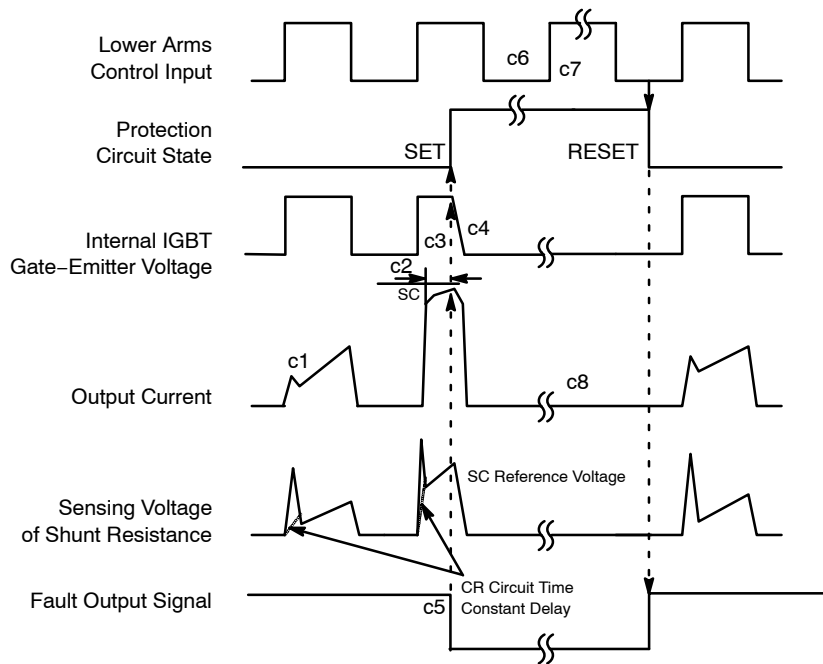 Lower Arms
Control Input
c6
c7
Protection
Circuit State
SET
RESET
Internal IGBT
Gate−Emitter Voltage
c3
c4
c2
SC
c1
Output Current
c8
SC Reference Voltage
Sensing Voltage
of Shunt Resistance
Fault Output Signal
c5
CR Circuit Time
Constant Delay